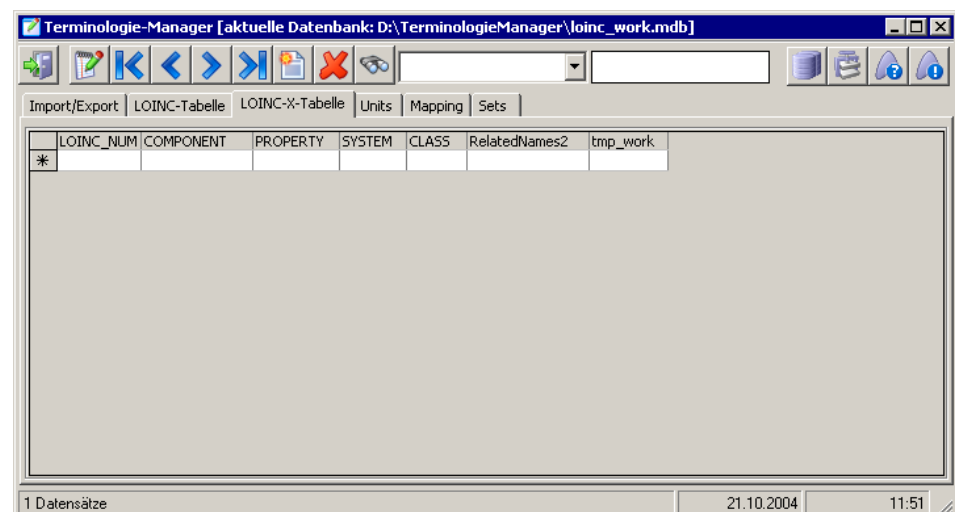 Terminologie-Manager [aktuelle Datenbank: D:\TerminologieManager\loinc_work.mdb]
Import/Export LOINC-Tabelle LOINC-X-Tabelle Units Mapping Sets
LOINC_NUM COMPONENT PROPERTY SYSTEM CLASS RelatedNames2 tmp_work
1 Datensätze 21.10.2004 11:51